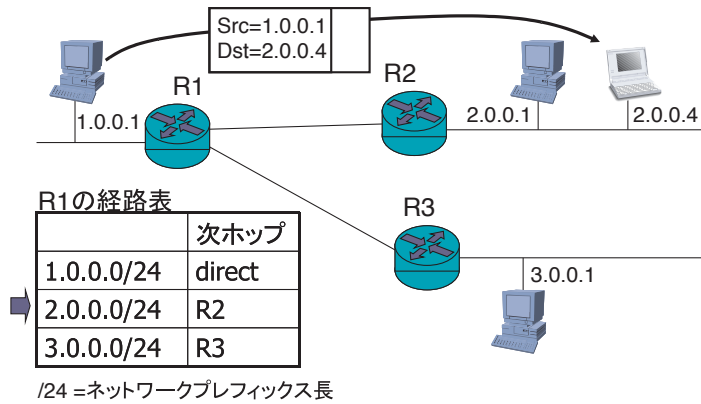 Src=1.0.0.1
Dst=2.0.0.4
R1
R2
1.0.0.1
2.0.0.1
2.0.0.4
R1の経路表
R3
次ホップ
1.0.0.0/24 direct
2.0.0.0/24 R2
3.0.0.0/24 R3
3.0.0.1
/24 =ネットワークプレフィックス長